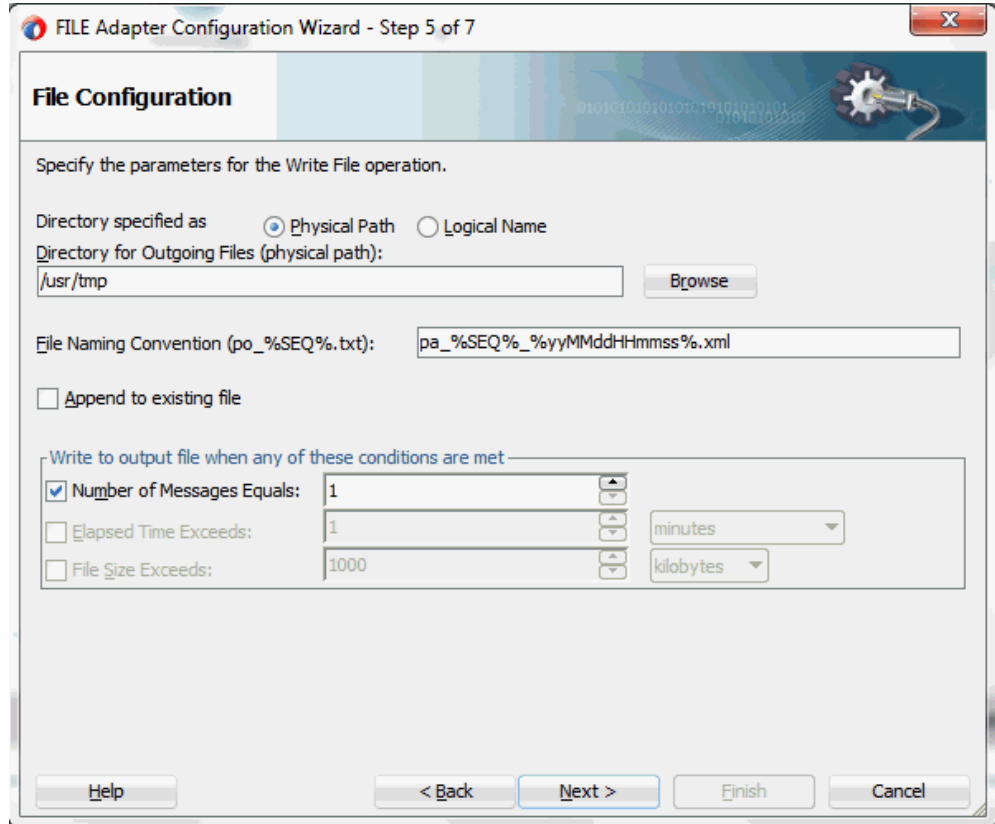 FILE Adapter Configuration Wizard - Step 5 of 7
File Configuration
Specify the parameters for the Write File operation.
Directory specified as Physical Path Logical Name
Directory for Outgoing Files (physical path):
/usr/tmp Browse
File Naming Convention (po_%SEQ%.txt): pa_%SEQ%_%yyMMddHHmmss%.xml
Append to existing file
Write to output file when any of these conditions are met
Number of Messages Equals: 1
Elapsed Time Exceeds: 1 minutes
File Size Exceeds: 1000 kilobytes
Help < Back Next > Finish Cancel